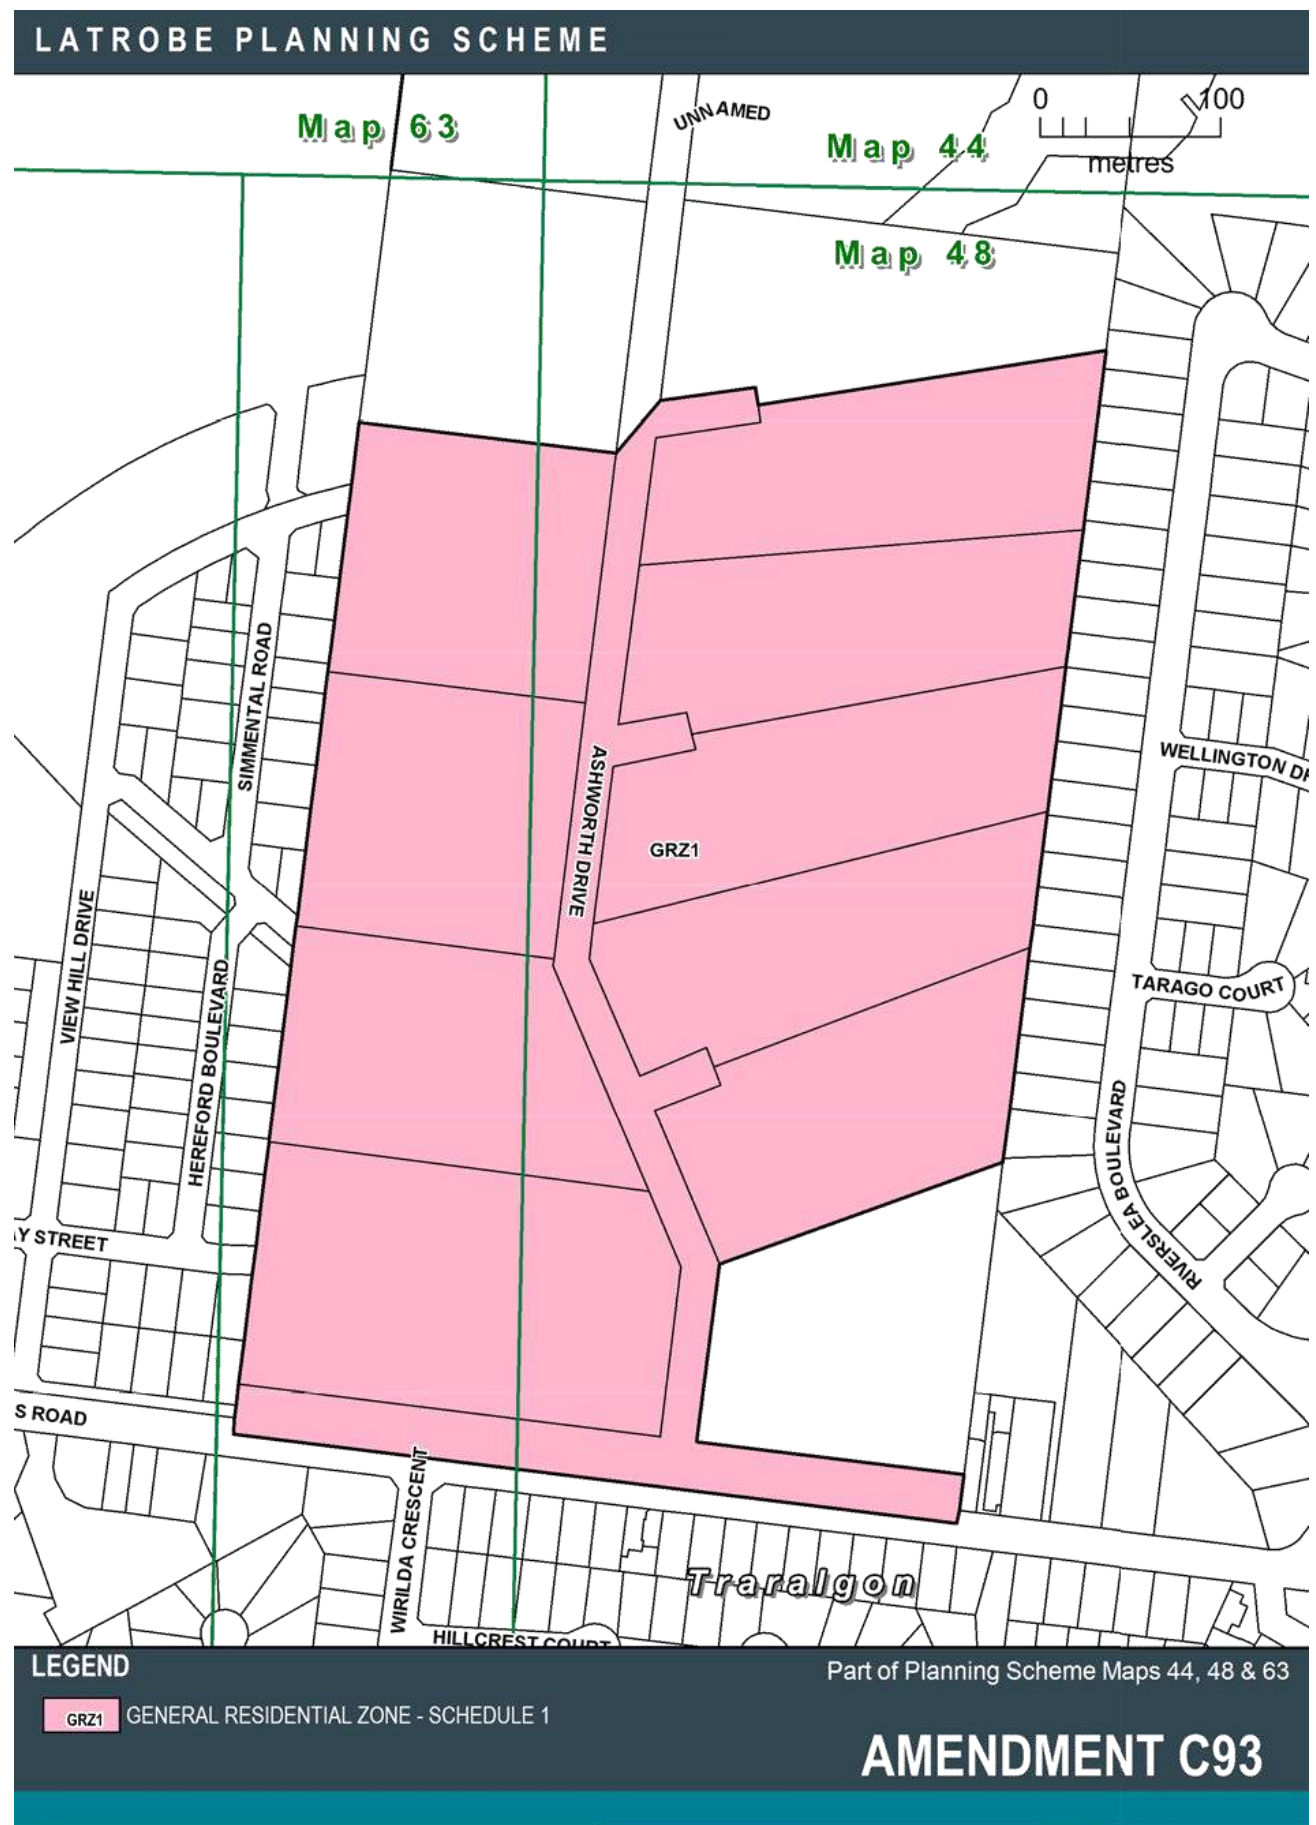 LATROBE PLANNING SCHEME
Map 63
UNNAMED
Map 44
0 100
metres
Map 48
SIMMENTAL ROAD
ASHWORTH DRIVE
WELLINGTON DR
GRZ1
VIEW HILL DRIVE
HEREFORD BOULEVARD
TARAGO COURT
RIVERSLEA BOULEVARD
AY STREET
S ROAD
WIRILDA CRESCENT
Traralgon
HILLCREST COURT
LEGEND
Part of Planning Scheme Maps 44, 48 & 63
GRZ1 GENERAL RESIDENTIAL ZONE - SCHEDULE 1
AMENDMENT C93